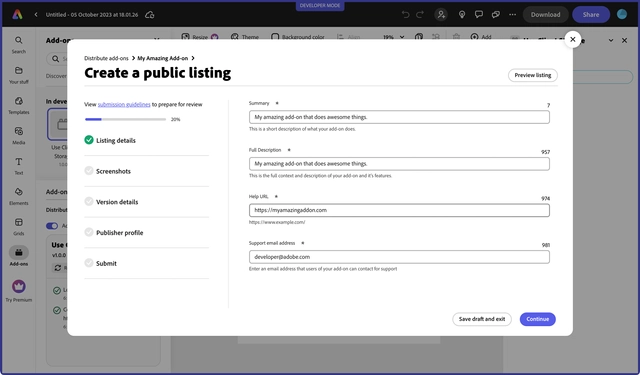 DEVELOPER MODE
Untitled - 05 October 2023 at 18.01.26
Download
Share
Search
Your stuff
Templates
Media
Text
Elements
Grids
Add-ons
Try Premium
Add-on
Discover
In deve
Use Cl
Storag
Add-on
Distribute
Use
v1.0.0
Resize
Theme
Background color
Align
19%
Add
Distribute add-ons > My Amazing Add-on >
Create a public listing
Preview listing
View submission guidelines to prepare for review
20%
Listing details
Screenshots
Version details
Publisher profile
Submit
Summary *
7
My amazing add-on that does awesome things.
This is a short description of what your add-on does.
Full Description *
957
My amazing add-on that does awesome things.
This is the full context and description of your add-on and it's features.
Help URL *
974
https://myamazingaddon.com
https://www.example.com/
Support email address *
981
developer@adobe.com
Enter an email address that users of your add-on can contact for support
Save draft and exit
Continue